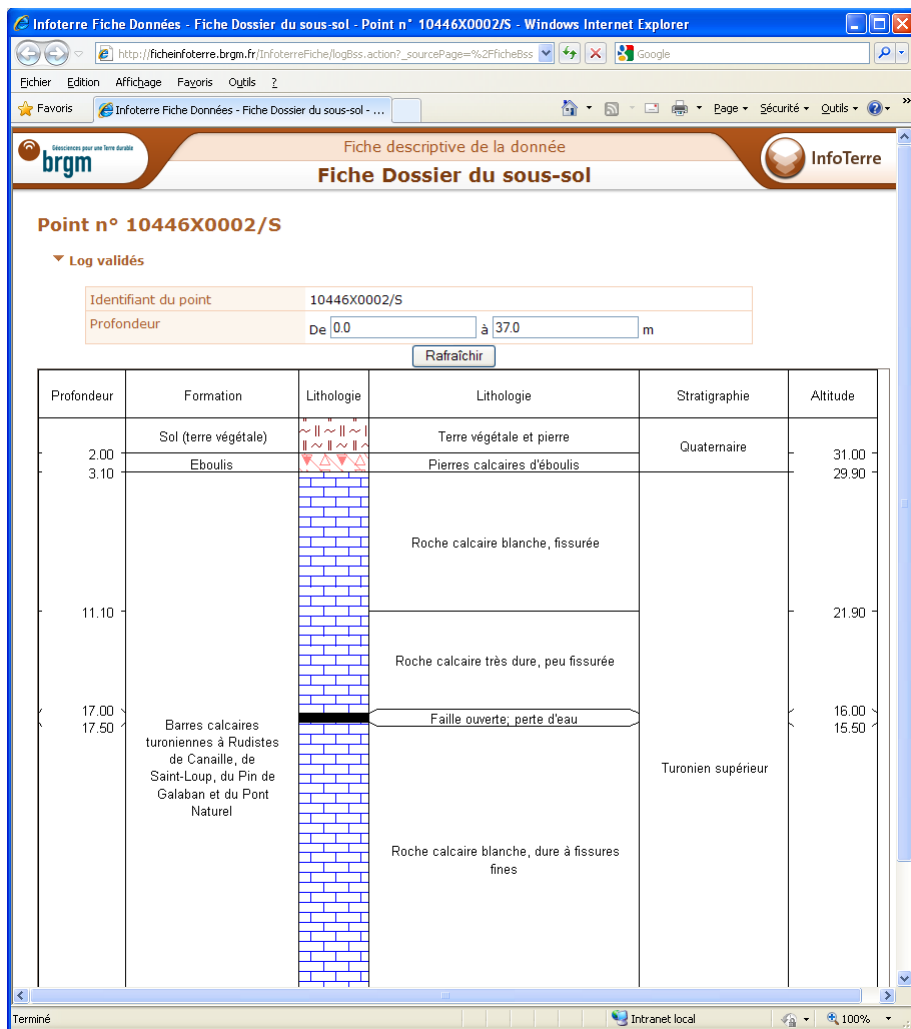 Infoterre Fiche Données - Fiche Dossier du sous-sol - Point n° 10446X0002/S - Windows Internet Explorer
http://ficheinfoterre.brgm.fr/InfoterreFiche/logBss.action?_sourcePage=%2FficheBss
Google
Fichier Edition Affichage Favoris Outils ?
Favoris Infoterre Fiche Données - Fiche Dossier du sous-sol - ... Page Sécurité Outils »
Géosciences pour une Terre durable
brgm
Fiche descriptive de la donnée
Fiche Dossier du sous-sol
InfoTerre
Point n° 10446X0002/S
Log validés
Identifiant du point 10446X0002/S
Profondeur De 0.0 à 37.0 m
Rafraîchir
Profondeur Formation Lithologie Lithologie Stratigraphie Altitude
Sol (terre végétale) Terre végétale et pierre Quaternaire
2.00 31.00
Eboulis Pierres calcaires d'éboulis
3.10 29.90
Roche calcaire blanche, fissurée
11.10 21.90
Roche calcaire très dure, peu fissurée
17.00 16.00
Faille ouverte; perte d'eau
17.50 15.50
Barres calcaires
turoniennes à Rudistes
de Canaille, de
Saint-Loup, du Pin de
Galaban et du Pont
Naturel
Turonien supérieur
Roche calcaire blanche, dure à fissures
fines
Terminé Intranet local 100%